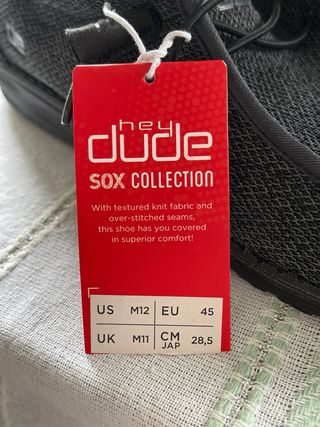 hey
dude
SOX COLLECTION
With textured knit fabric and
over-stitched seams,
this shoe has you covered
in superior comfort!
US M12 EU 45
UK M11 CM JAP 28,5